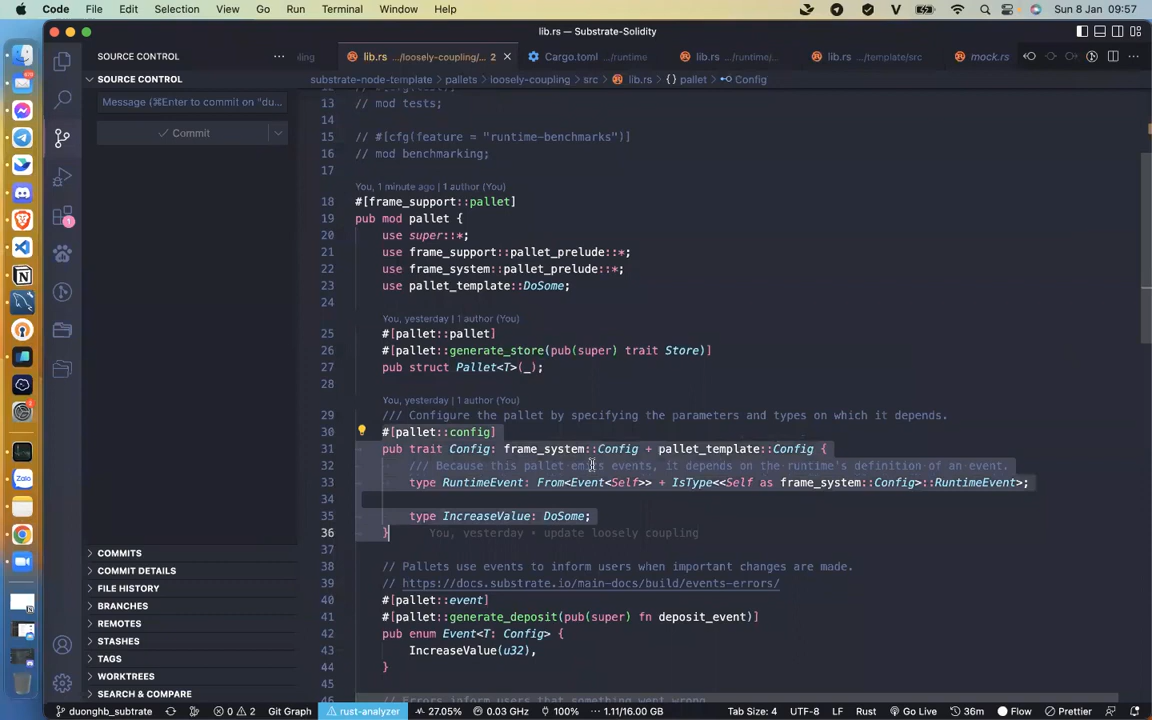 Code File Edit Selection View Go Run Terminal Window Help Sun 8 Jan 09:57
lib.rs — Substrate-Solidity
SOURCE CONTROL
lib.rs .../loosely-coupling/... 2 Cargo.toml .../runtime lib.rs .../runtime/... lib.rs .../template/src mock.rs
SOURCE CONTROL
substrate-node-template › pallets › loosely-coupling › src › lib.rs › {} pallet › Config
Message (⌘Enter to commit on "du...
Commit
13 // mod tests;
14
15 // #[cfg(feature = "runtime-benchmarks")]
16 // mod benchmarking;
17
You, 1 minute ago | 1 author (You)
18 #[frame_support::pallet]
19 pub mod pallet {
20 use super::*;
21 use frame_support::pallet_prelude::*;
22 use frame_system::pallet_prelude::*;
23 use pallet_template::DoSome;
24
You, yesterday | 1 author (You)
25 #[pallet::pallet]
26 #[pallet::generate_store(pub(super) trait Store)]
27 pub struct Pallet<T>(_);
28
You, yesterday | 1 author (You)
29 /// Configure the pallet by specifying the parameters and types on which it depends.
30 #[pallet::config]
31 pub trait Config: frame_system::Config + pallet_template::Config {
32 /// Because this pallet emits events, it depends on the runtime's definition of an event.
33 type RuntimeEvent: From<Event<Self>> + IsType<<Self as frame_system::Config>::RuntimeEvent>;
34
35 type IncreaseValue: DoSome;
36 } You, yesterday • update loosely coupling
37
38 // Pallets use events to inform users when important changes are made.
39 // https://docs.substrate.io/main-docs/build/events-errors/
40 #[pallet::event]
41 #[pallet::generate_deposit(pub(super) fn deposit_event)]
42 pub enum Event<T: Config> {
43 IncreaseValue(u32),
44 }
45
46 // Errors inform users that something went wrong
COMMITS
COMMIT DETAILS
FILE HISTORY
BRANCHES
REMOTES
STASHES
TAGS
WORKTREES
SEARCH & COMPARE
duonghb_subtrate 0 2 Git Graph rust-analyzer 27.05% 0.03 GHz 100% 1.11/16.00 GB Tab Size: 4 UTF-8 LF Rust Go Live 36m Flow Prettier